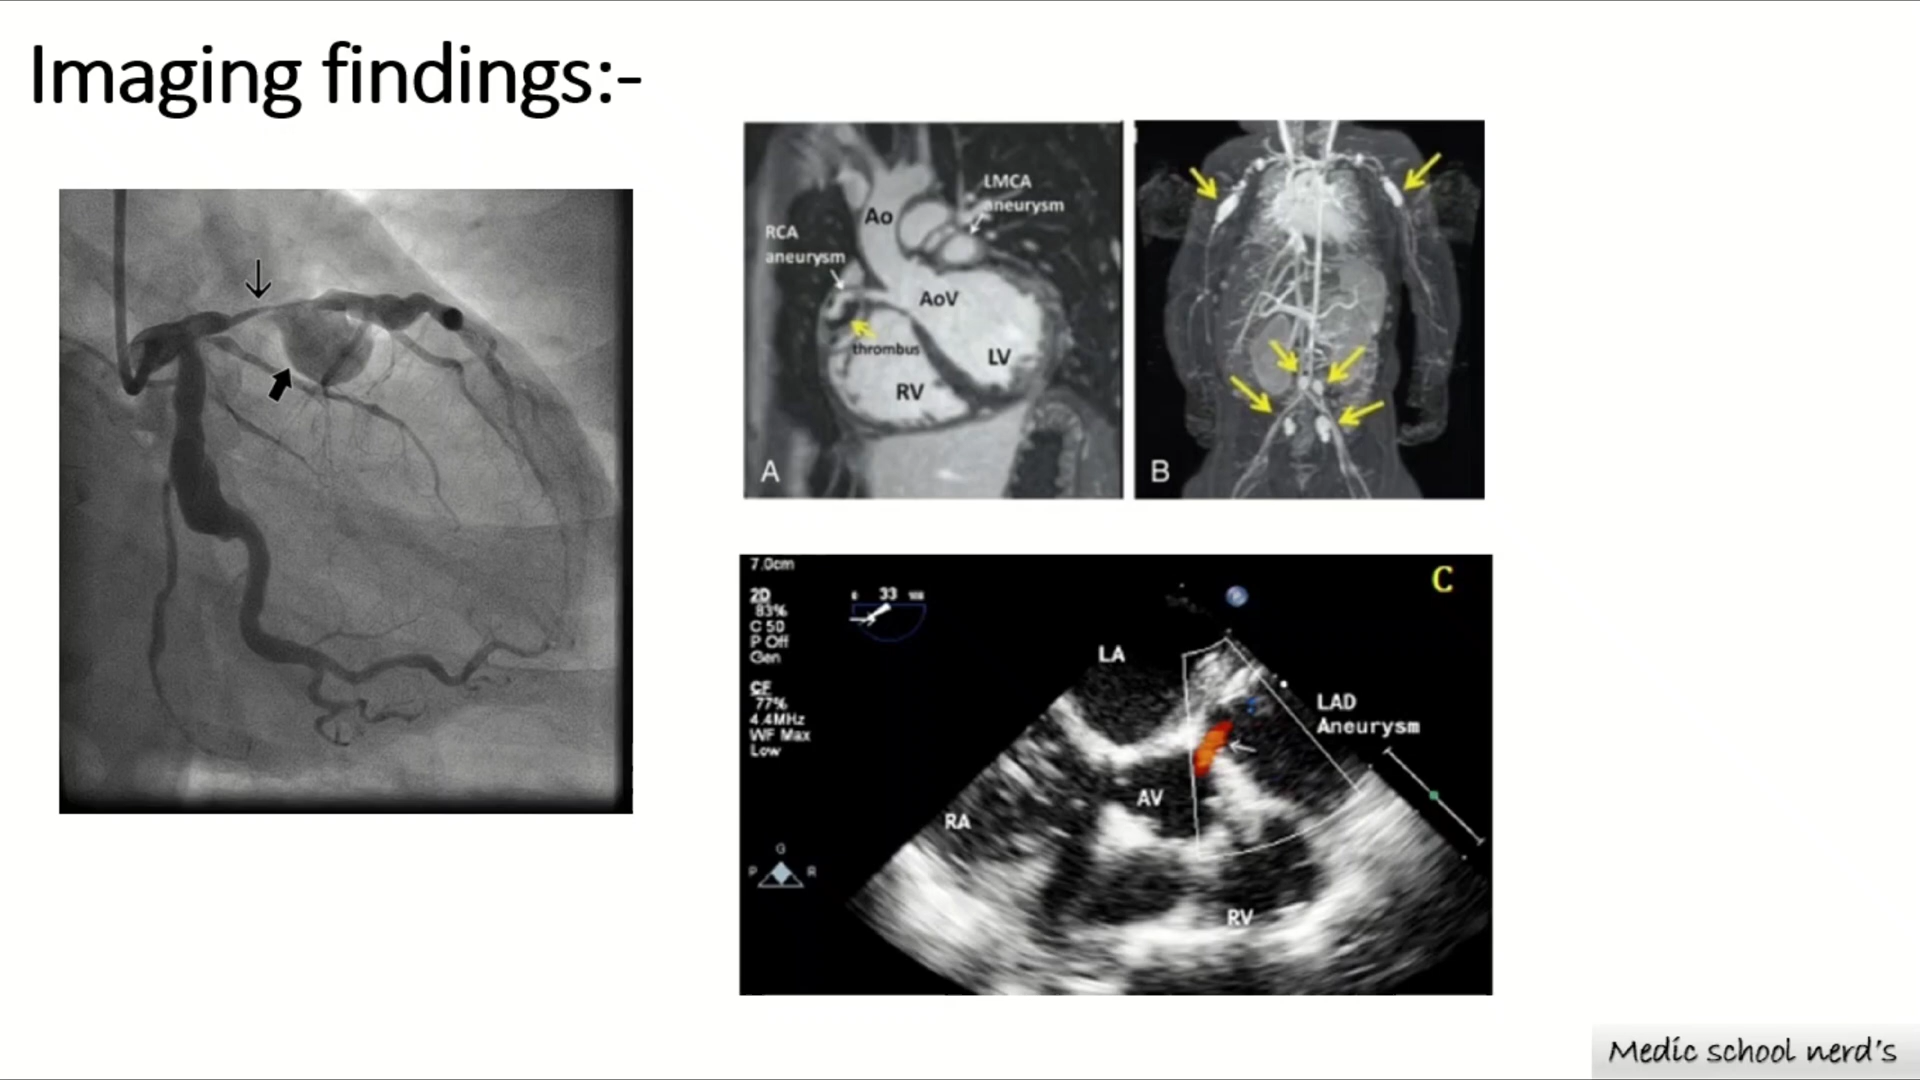 Imaging findings:-
LMCA
aneurysm
Ao
RCA
aneurysm
AoV
thrombus
LV
RV
A
B
7.0cm
2D
83%
C 50
P Off
Gen
CF
77%
4.4MHz
WF Max
Low
33
C
P
LA
LAD
Aneurysm
AV
RA
G
P R
RV
Medic school nerd's